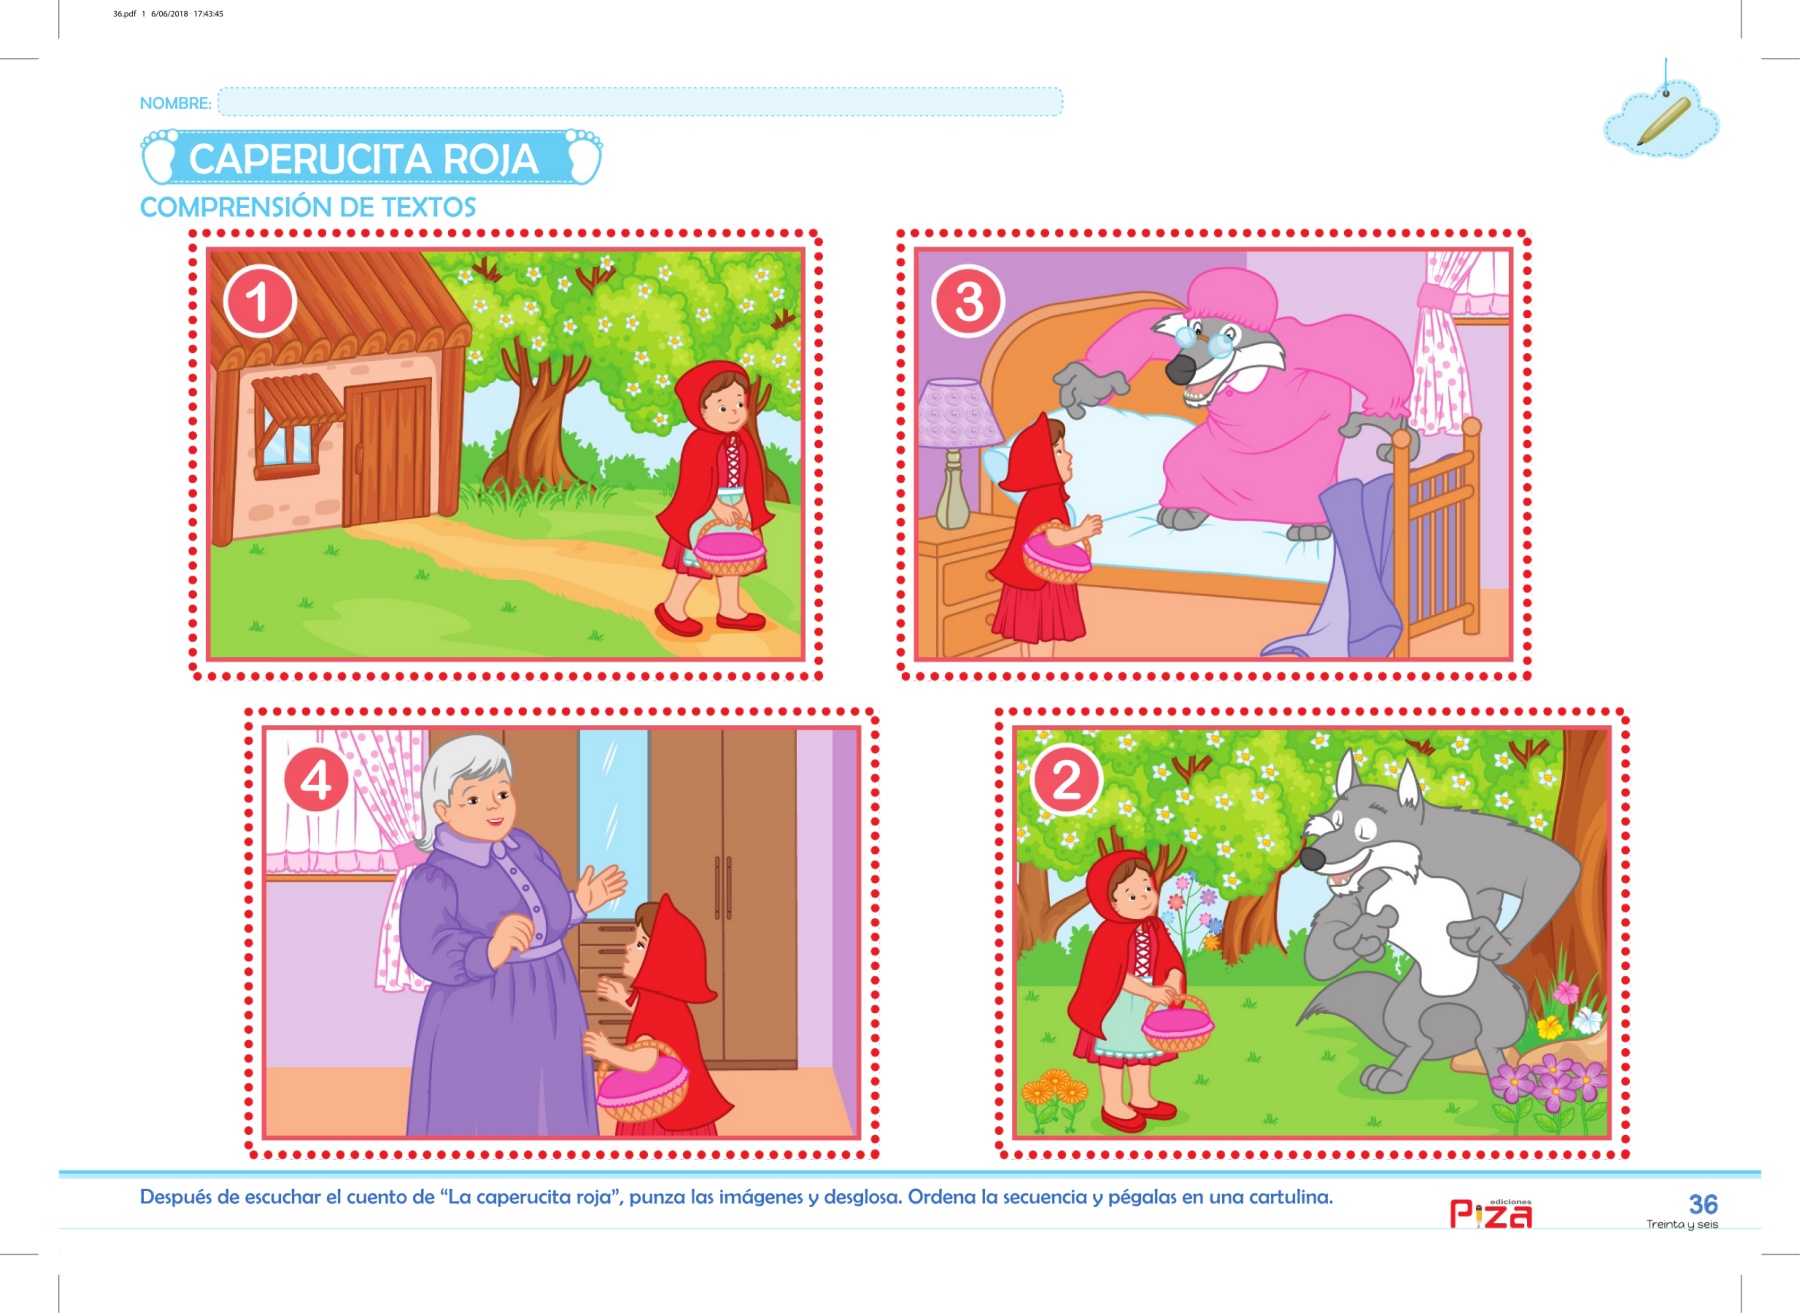 36.pdf 1 6/06/2018 17:43:45
NOMBRE:
CAPERUCITA ROJA
COMPRENSIÓN DE TEXTOS
1
3
4
2
Después de escuchar el cuento de “La caperucita roja”, punza las imágenes y desglosa. Ordena la secuencia y pégalas en una cartulina.
ediciones
Piza
36
Treinta y seis